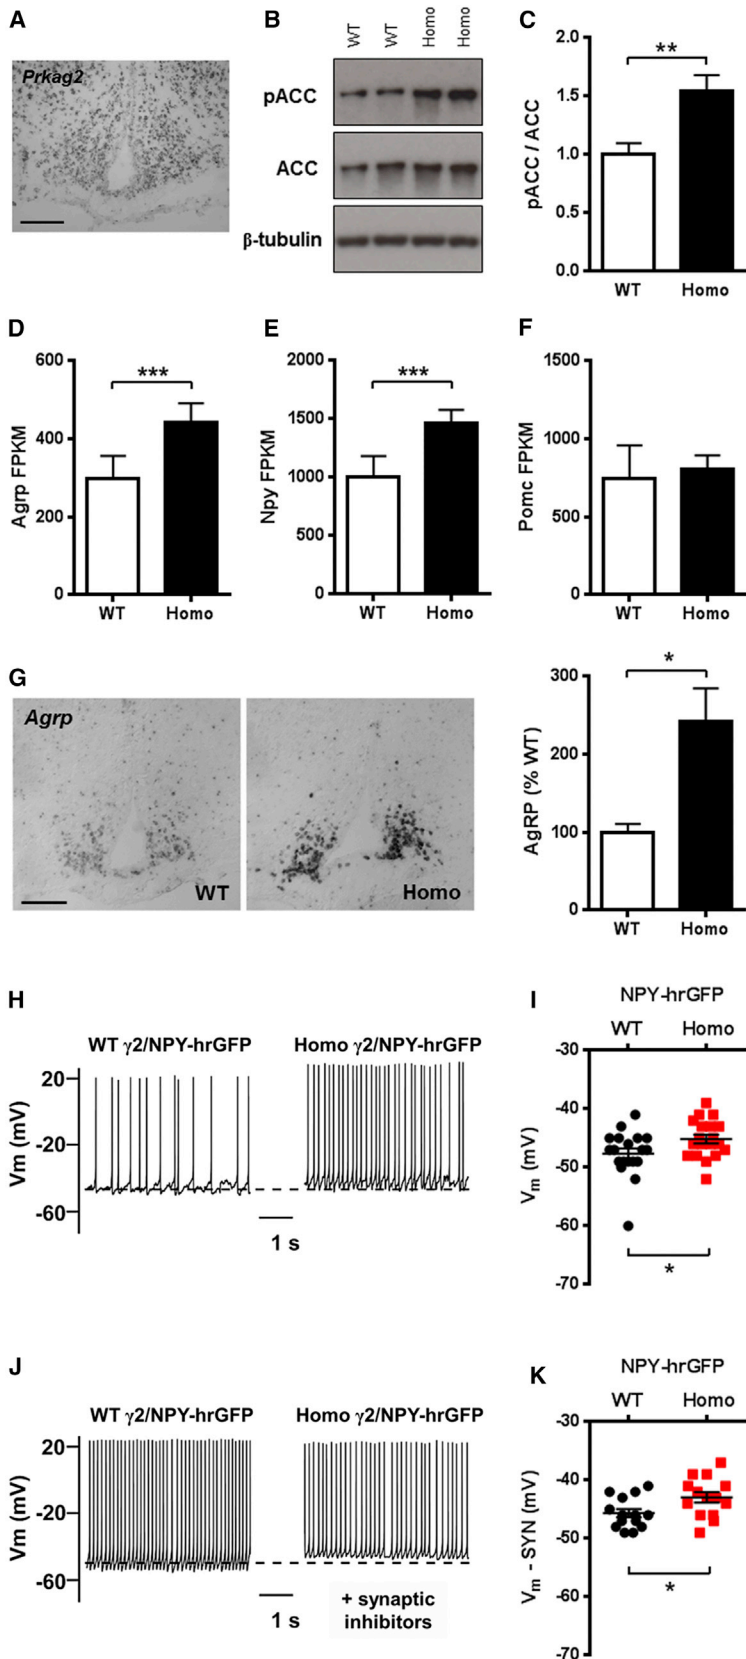 A
Prkag2
B
WT WT Homo Homo
pACC
ACC
β-tubulin
C
pACC / ACC
2.0
1.5
1.0
0.5
0.0
**
WT Homo
D
Agrp FPKM
600
400
200
0
***
WT Homo
E
Npy FPKM
2000
1500
1000
500
0
***
WT Homo
F
Pomc FPKM
1500
1000
500
0
WT Homo
G
Agrp
WT
Homo
AgRP (% WT)
300
200
100
0
*
WT Homo
H
WT γ2/NPY-hrGFP Homo γ2/NPY-hrGFP
Vm (mV)
20
-20
-60
1 s
I
NPY-hrGFP
WT Homo
Vm (mV)
-30
-40
-50
-60
-70
*
J
WT γ2/NPY-hrGFP Homo γ2/NPY-hrGFP
Vm (mV)
20
-20
-60
1 s
+ synaptic
inhibitors
K
NPY-hrGFP
WT Homo
Vm - SYN (mV)
-30
-40
-50
-60
-70
*